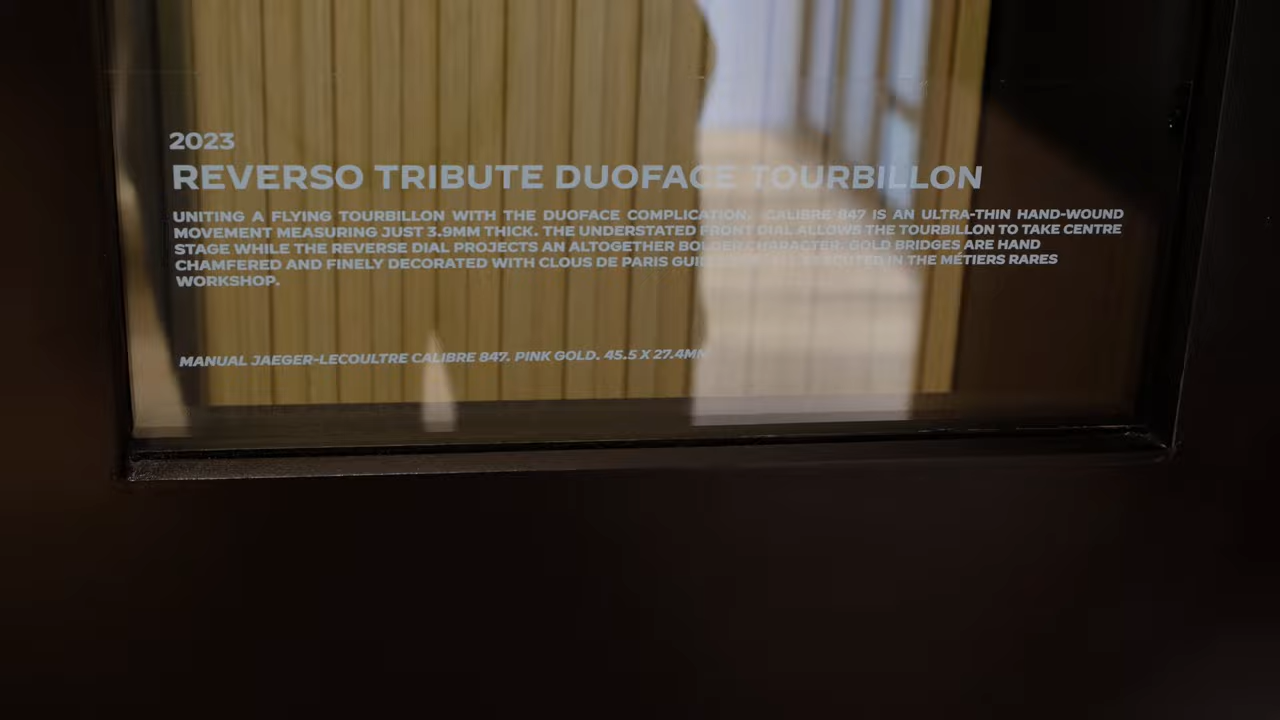 2023
REVERSO TRIBUTE DUOFACE TOURBILLON
UNITING A FLYING TOURBILLON WITH THE DUOFACE COMPLICATION. CALIBRE 847 IS AN ULTRA-THIN HAND-WOUND
MOVEMENT MEASURING JUST 3.9MM THICK. THE UNDERSTATED FRONT DIAL ALLOWS THE TOURBILLON TO TAKE CENTRE
STAGE WHILE THE REVERSE DIAL PROJECTS AN ALTOGETHER BOLDER CHARACTER. GOLD BRIDGES ARE HAND
CHAMFERED AND FINELY DECORATED WITH CLOUS DE PARIS EXECUTED IN THE MÉTIERS RARES
WORKSHOP.
MANUAL JAEGER-LECOULTRE CALIBRE 847. PINK GOLD. 45.5 X 27.4MM